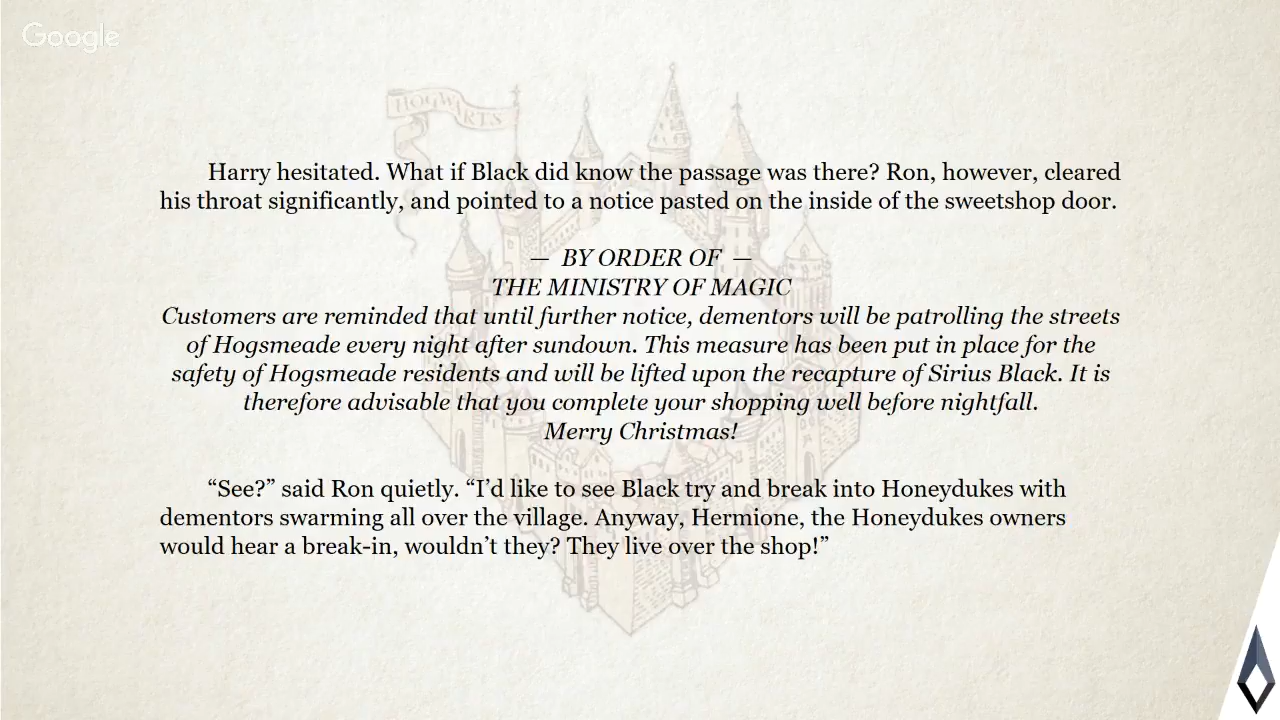 Google
HOGWARTS
Harry hesitated. What if Black did know the passage was there? Ron, however, cleared
his throat significantly, and pointed to a notice pasted on the inside of the sweetshop door.
— BY ORDER OF —
THE MINISTRY OF MAGIC
Customers are reminded that until further notice, dementors will be patrolling the streets
of Hogsmeade every night after sundown. This measure has been put in place for the
safety of Hogsmeade residents and will be lifted upon the recapture of Sirius Black. It is
therefore advisable that you complete your shopping well before nightfall.
Merry Christmas!
“See?” said Ron quietly. “I’d like to see Black try and break into Honeydukes with
dementors swarming all over the village. Anyway, Hermione, the Honeydukes owners
would hear a break-in, wouldn’t they? They live over the shop!”